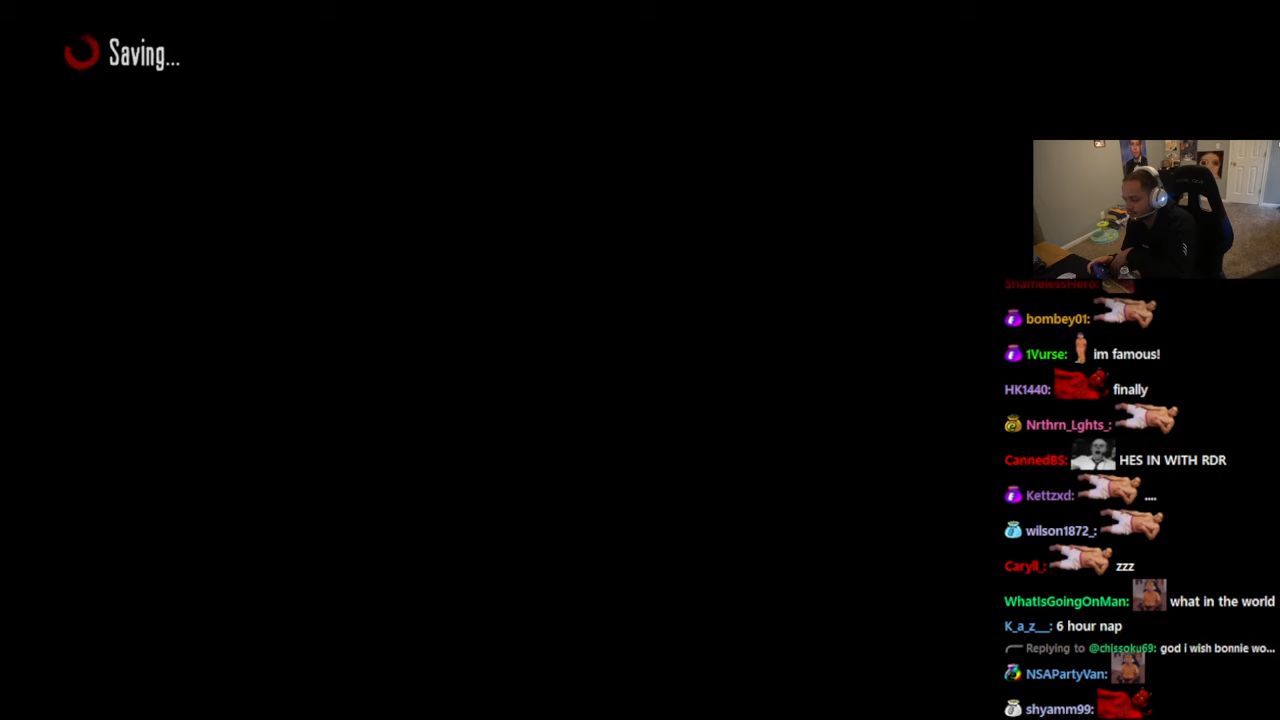 Saving...
ShamelessHero:
bombey01:
1Vurse: im famous!
HK1440: finally
Nrthrn_Lghts_:
CannedBS: HES IN WITH RDR
Kettzxd: ....
wilson1872_:
Caryll_: zzz
WhatIsGoingOnMan: what in the world
K_a_z__: 6 hour nap
Replying to @chissoku69: god i wish bonnie wo...
NSAPartyVan:
shyamm99: